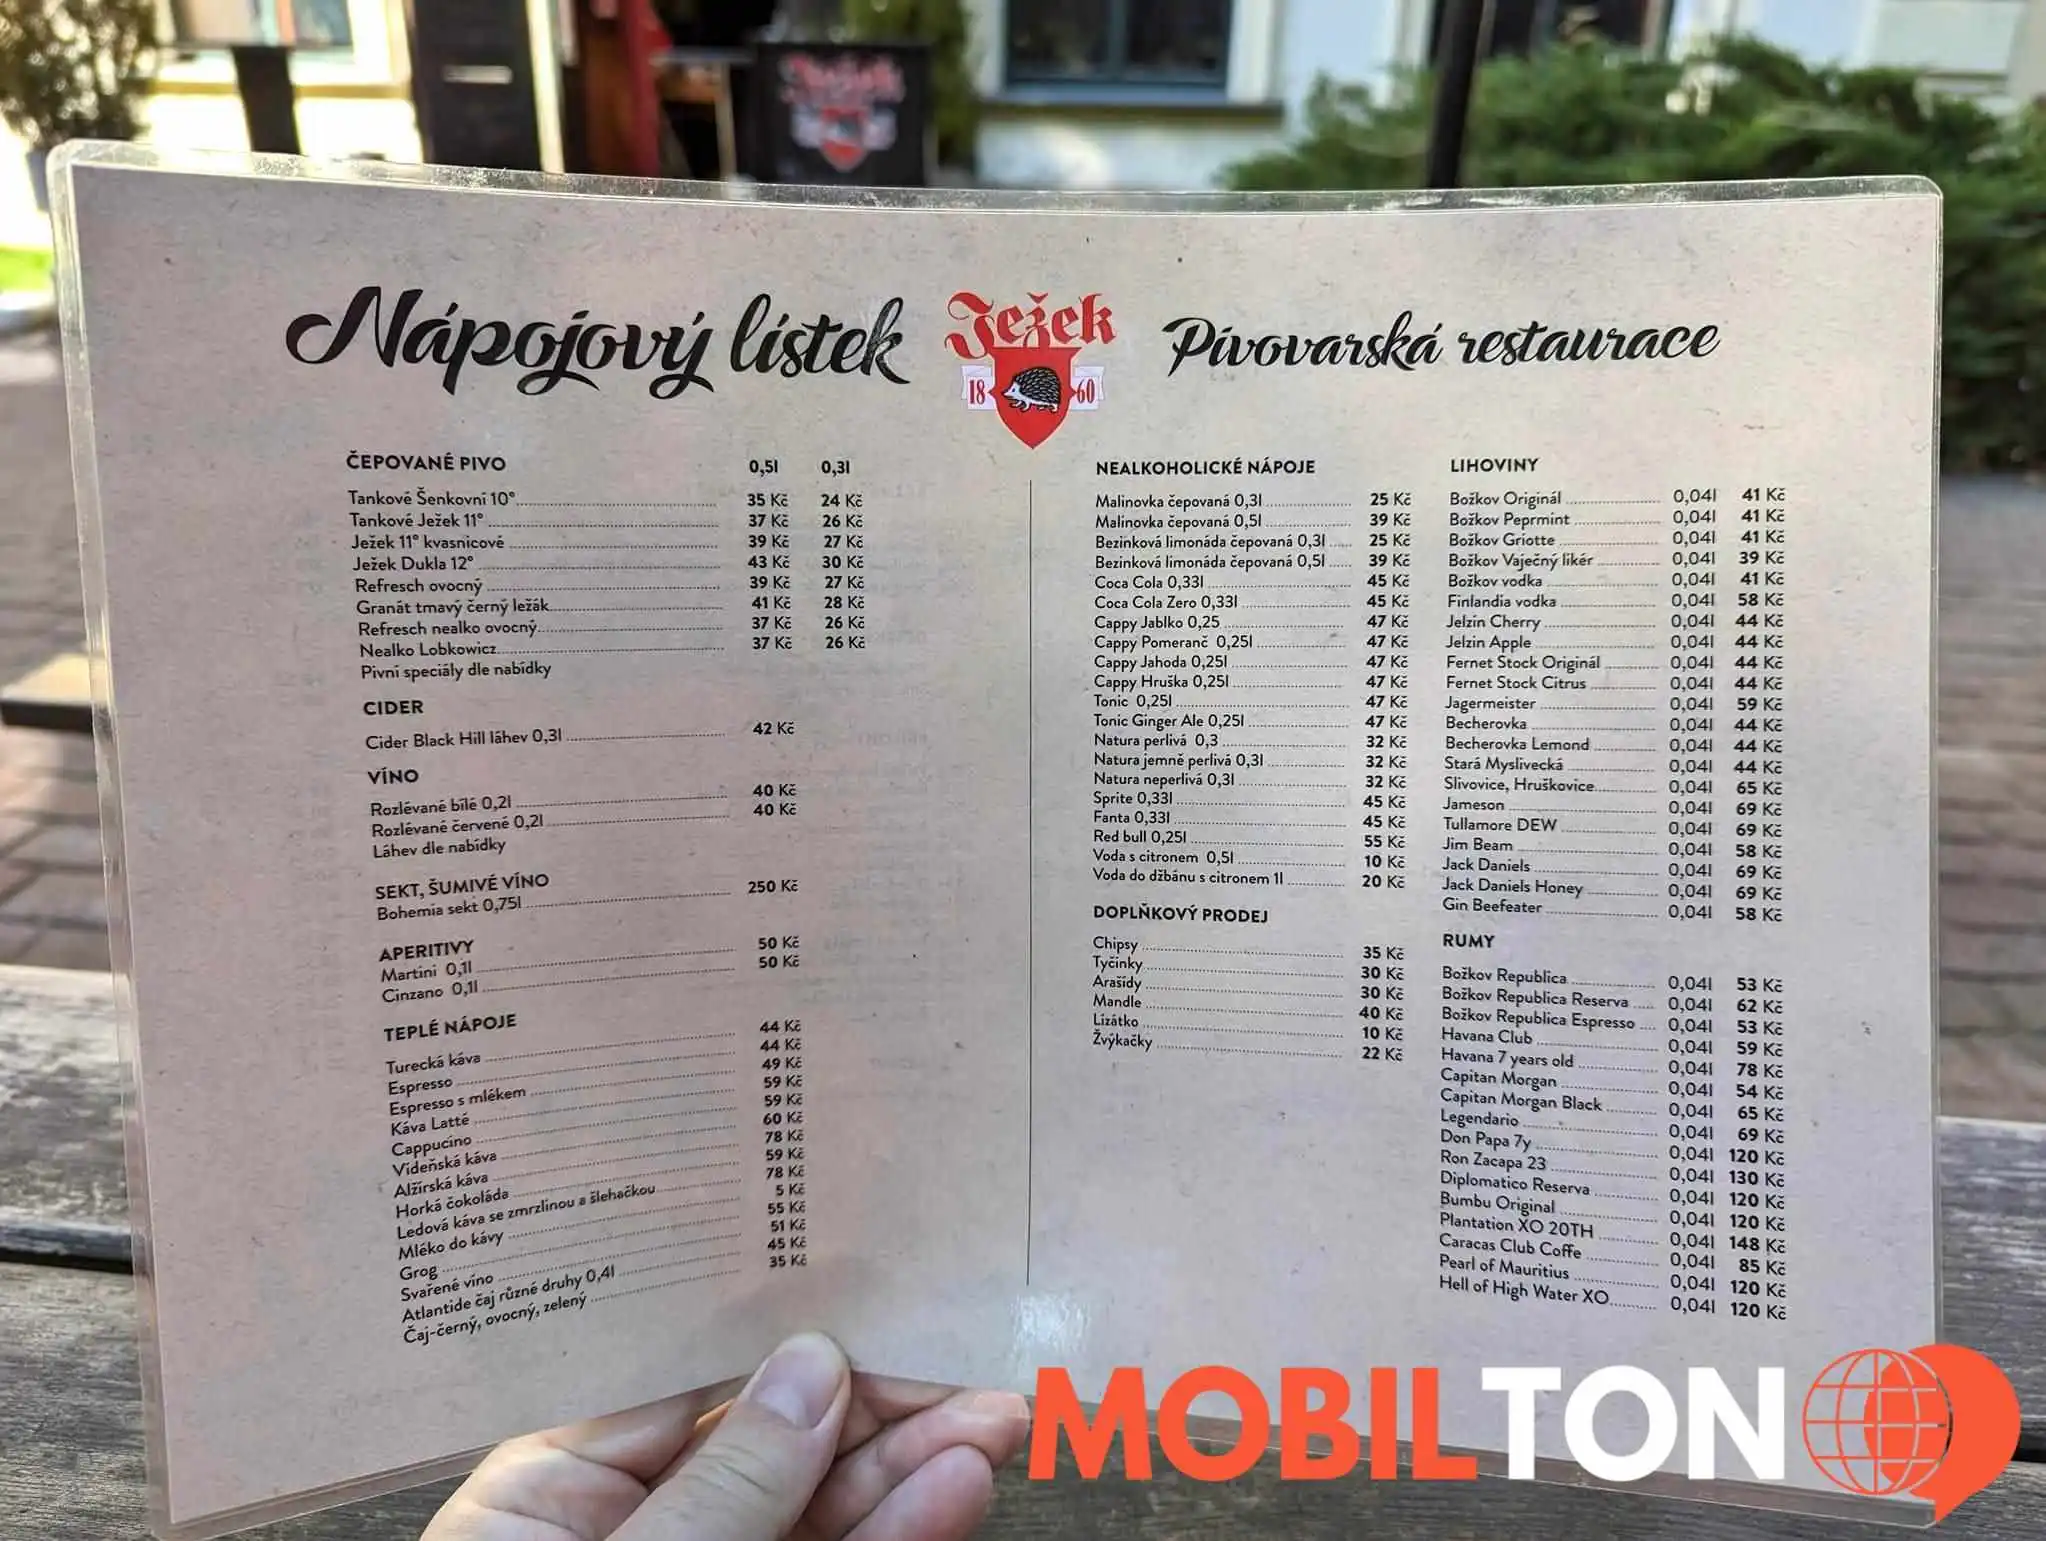 Ježek
Nápojový lístek
Ježek
18 60
Pivovarská restaurace
ČEPOVANÉ PIVO 0,5l 0,3l
Tankové Šenkovní 10° 35 Kč 24 Kč
Tankové Ježek 11° 37 Kč 26 Kč
Ježek 11° kvasnicové 39 Kč 27 Kč
Ježek Dukla 12° 43 Kč 30 Kč
Refresch ovocný 39 Kč 27 Kč
Granát tmavý černý ležák 41 Kč 28 Kč
Refresch nealko ovocný 37 Kč 26 Kč
Nealko Lobkowicz 37 Kč 26 Kč
Pivní speciály dle nabídky
CIDER
Cider Black Hill láhev 0,3l 42 Kč
VÍNO
Rozlévané bílé 0,2l 40 Kč
Rozlévané červené 0,2l 40 Kč
Láhev dle nabídky
SEKT, ŠUMIVÉ VÍNO
Bohemia sekt 0,75l 250 Kč
APERITIVY
Martini 0,1l 50 Kč
Cinzano 0,1l 50 Kč
TEPLÉ NÁPOJE
Turecká káva 44 Kč
Espresso 44 Kč
Espresso s mlékem 49 Kč
Káva Latté 59 Kč
Cappucino 59 Kč
Vídeňská káva 60 Kč
Alžírská káva 78 Kč
Horká čokoláda 59 Kč
Ledová káva se zmrzlinou a šlehačkou 78 Kč
Mléko do kávy 5 Kč
Grog 55 Kč
Svařené víno 51 Kč
Atlantide čaj různé druhy 0,4l 45 Kč
Čaj-černý, ovocný, zelený 35 Kč
NEALKOHOLICKÉ NÁPOJE
Malinovka čepovaná 0,3l 25 Kč
Malinovka čepovaná 0,5l 39 Kč
Bezinková limonáda čepovaná 0,3l 25 Kč
Bezinková limonáda čepovaná 0,5l 39 Kč
Coca Cola 0,33l 45 Kč
Coca Cola Zero 0,33l 45 Kč
Cappy Jablko 0,25 47 Kč
Cappy Pomeranč 0,25l 47 Kč
Cappy Jahoda 0,25l 47 Kč
Cappy Hruška 0,25l 47 Kč
Tonic 0,25l 47 Kč
Tonic Ginger Ale 0,25l 47 Kč
Natura perlivá 0,3 32 Kč
Natura jemně perlivá 0,3l 32 Kč
Natura neperlivá 0,3l 32 Kč
Sprite 0,33l 45 Kč
Fanta 0,33l 45 Kč
Red bull 0,25l 55 Kč
Voda s citronem 0,5l 10 Kč
Voda do džbánu s citronem 1l 20 Kč
DOPLŇKOVÝ PRODEJ
Chipsy 35 Kč
Tyčinky 30 Kč
Arašídy 30 Kč
Mandle 40 Kč
Lízátko 10 Kč
Žvýkačky 22 Kč
LIHOVINY
Božkov Originál 0,04l 41 Kč
Božkov Peprmint 0,04l 41 Kč
Božkov Griotte 0,04l 41 Kč
Božkov Vaječný likér 0,04l 39 Kč
Božkov vodka 0,04l 41 Kč
Finlandia vodka 0,04l 58 Kč
Jelzin Cherry 0,04l 44 Kč
Jelzin Apple 0,04l 44 Kč
Fernet Stock Originál 0,04l 44 Kč
Fernet Stock Citrus 0,04l 44 Kč
Jagermeister 0,04l 59 Kč
Becherovka 0,04l 44 Kč
Becherovka Lemond 0,04l 44 Kč
Stará Myslivecká 0,04l 44 Kč
Slivovice, Hruškovice 0,04l 65 Kč
Jameson 0,04l 69 Kč
Tullamore DEW 0,04l 69 Kč
Jim Beam 0,04l 58 Kč
Jack Daniels 0,04l 69 Kč
Jack Daniels Honey 0,04l 69 Kč
Gin Beefeater 0,04l 58 Kč
RUMY
Božkov Republica 0,04l 53 Kč
Božkov Republica Reserva 0,04l 62 Kč
Božkov Republica Espresso 0,04l 53 Kč
Havana Club 0,04l 59 Kč
Havana 7 years old 0,04l 78 Kč
Capitan Morgan 0,04l 54 Kč
Capitan Morgan Black 0,04l 65 Kč
Legendario 0,04l 69 Kč
Don Papa 7y 0,04l 120 Kč
Ron Zacapa 23 0,04l 130 Kč
Diplomatico Reserva 0,04l 120 Kč
Bumbu Original 0,04l 120 Kč
Plantation XO 20TH 0,04l 148 Kč
Caracas Club Coffe 0,04l 85 Kč
Pearl of Mauritius 0,04l 120 Kč
Hell of High Water XO 0,04l 120 Kč
MOBILTON